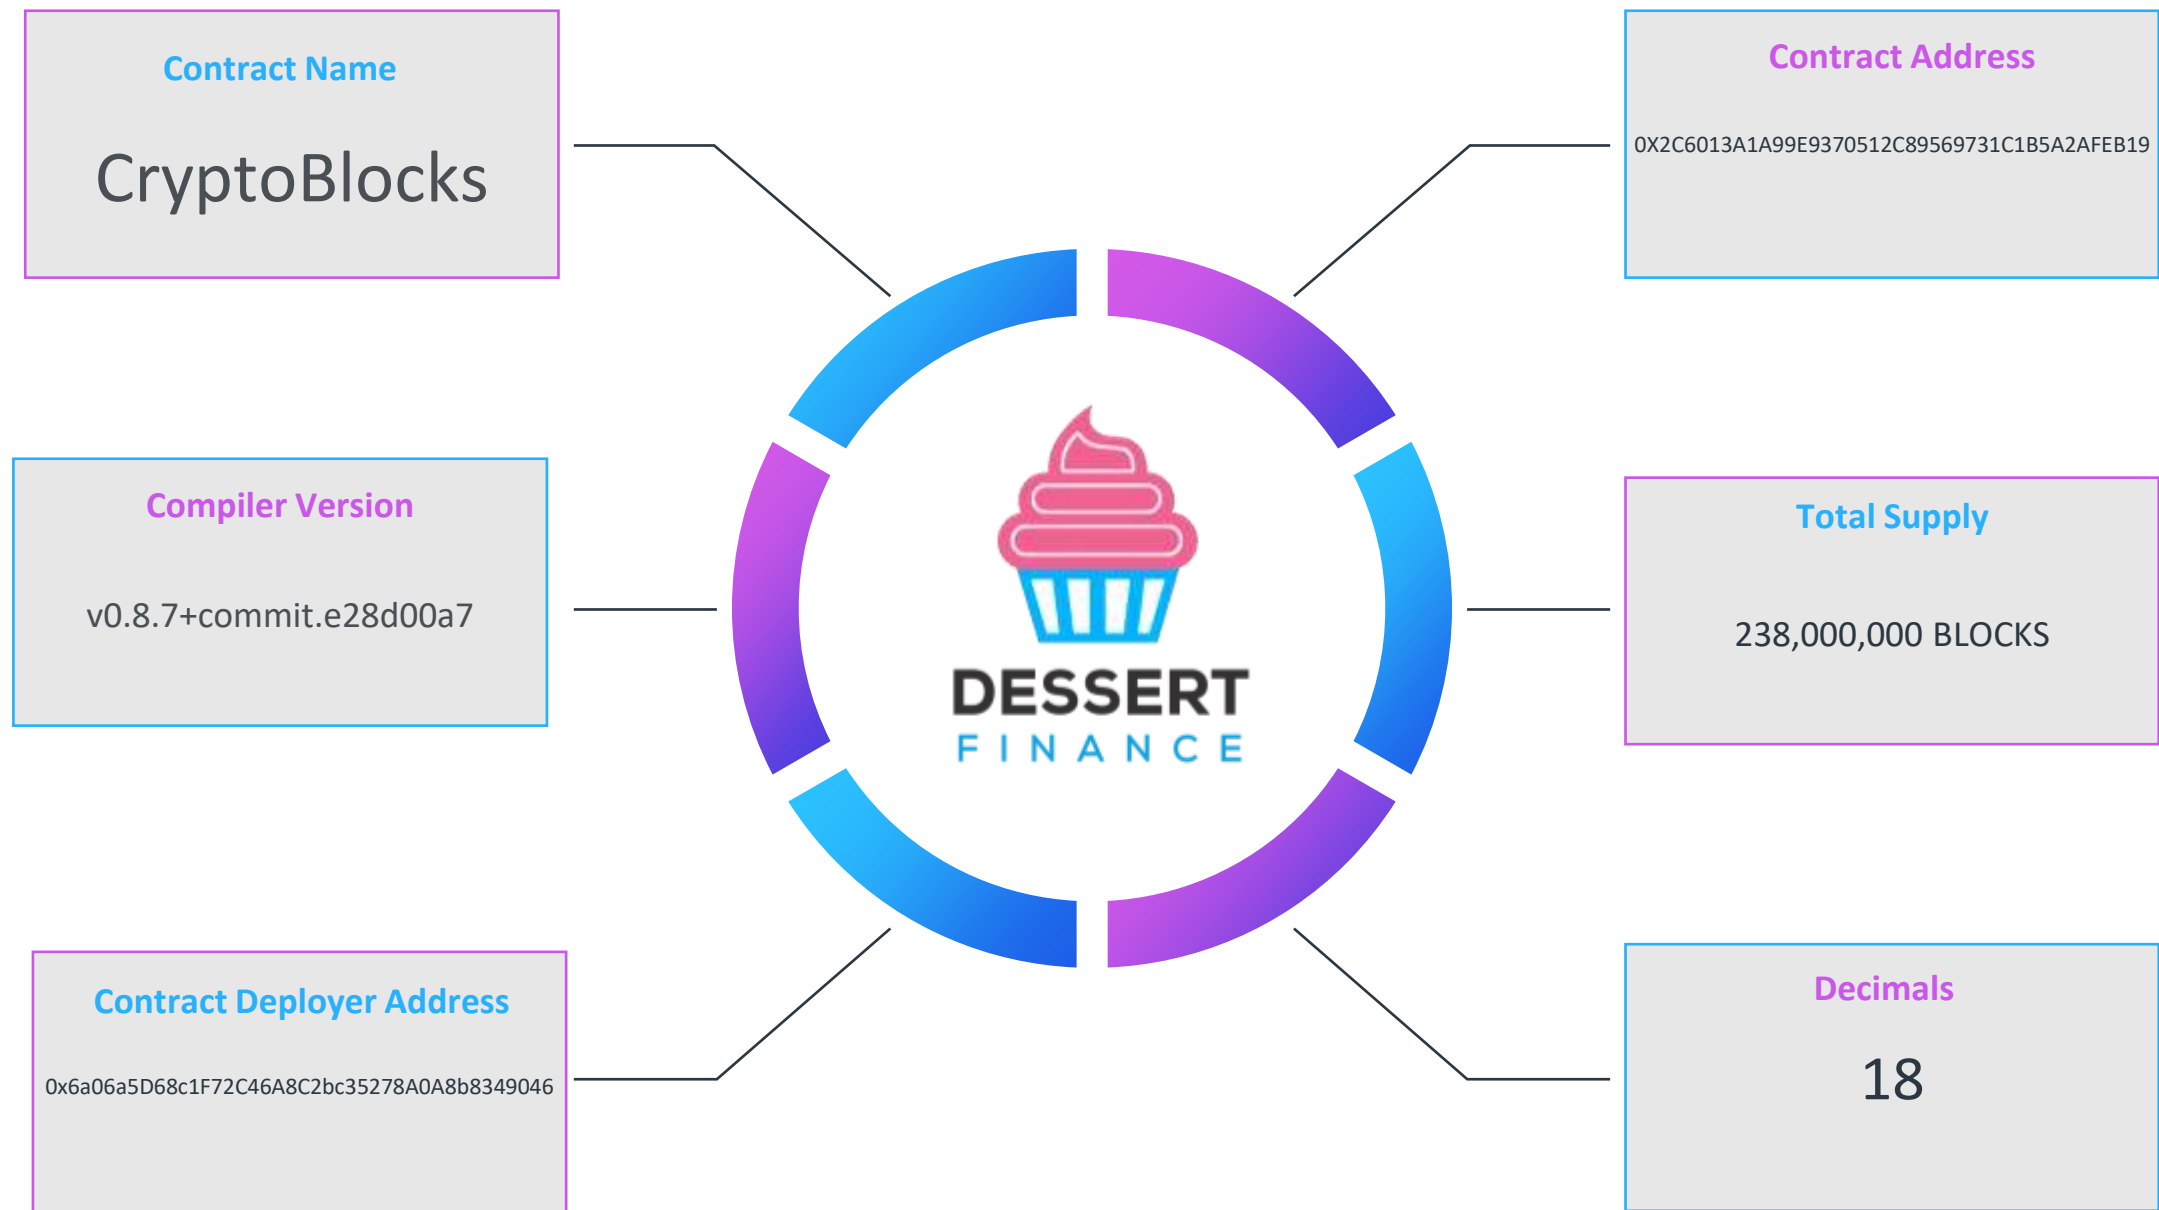 Contract Name
CryptoBlocks
Contract Address
0X2C6013A1A99E9370512C89569731C1B5A2AFEB19
Compiler Version
v0.8.7+commit.e28d00a7
DESSERT
FINANCE
Total Supply
238,000,000 BLOCKS
Contract Deployer Address
0x6a06a5D68c1F72C46A8C2bc35278A0A8b8349046
Decimals
18